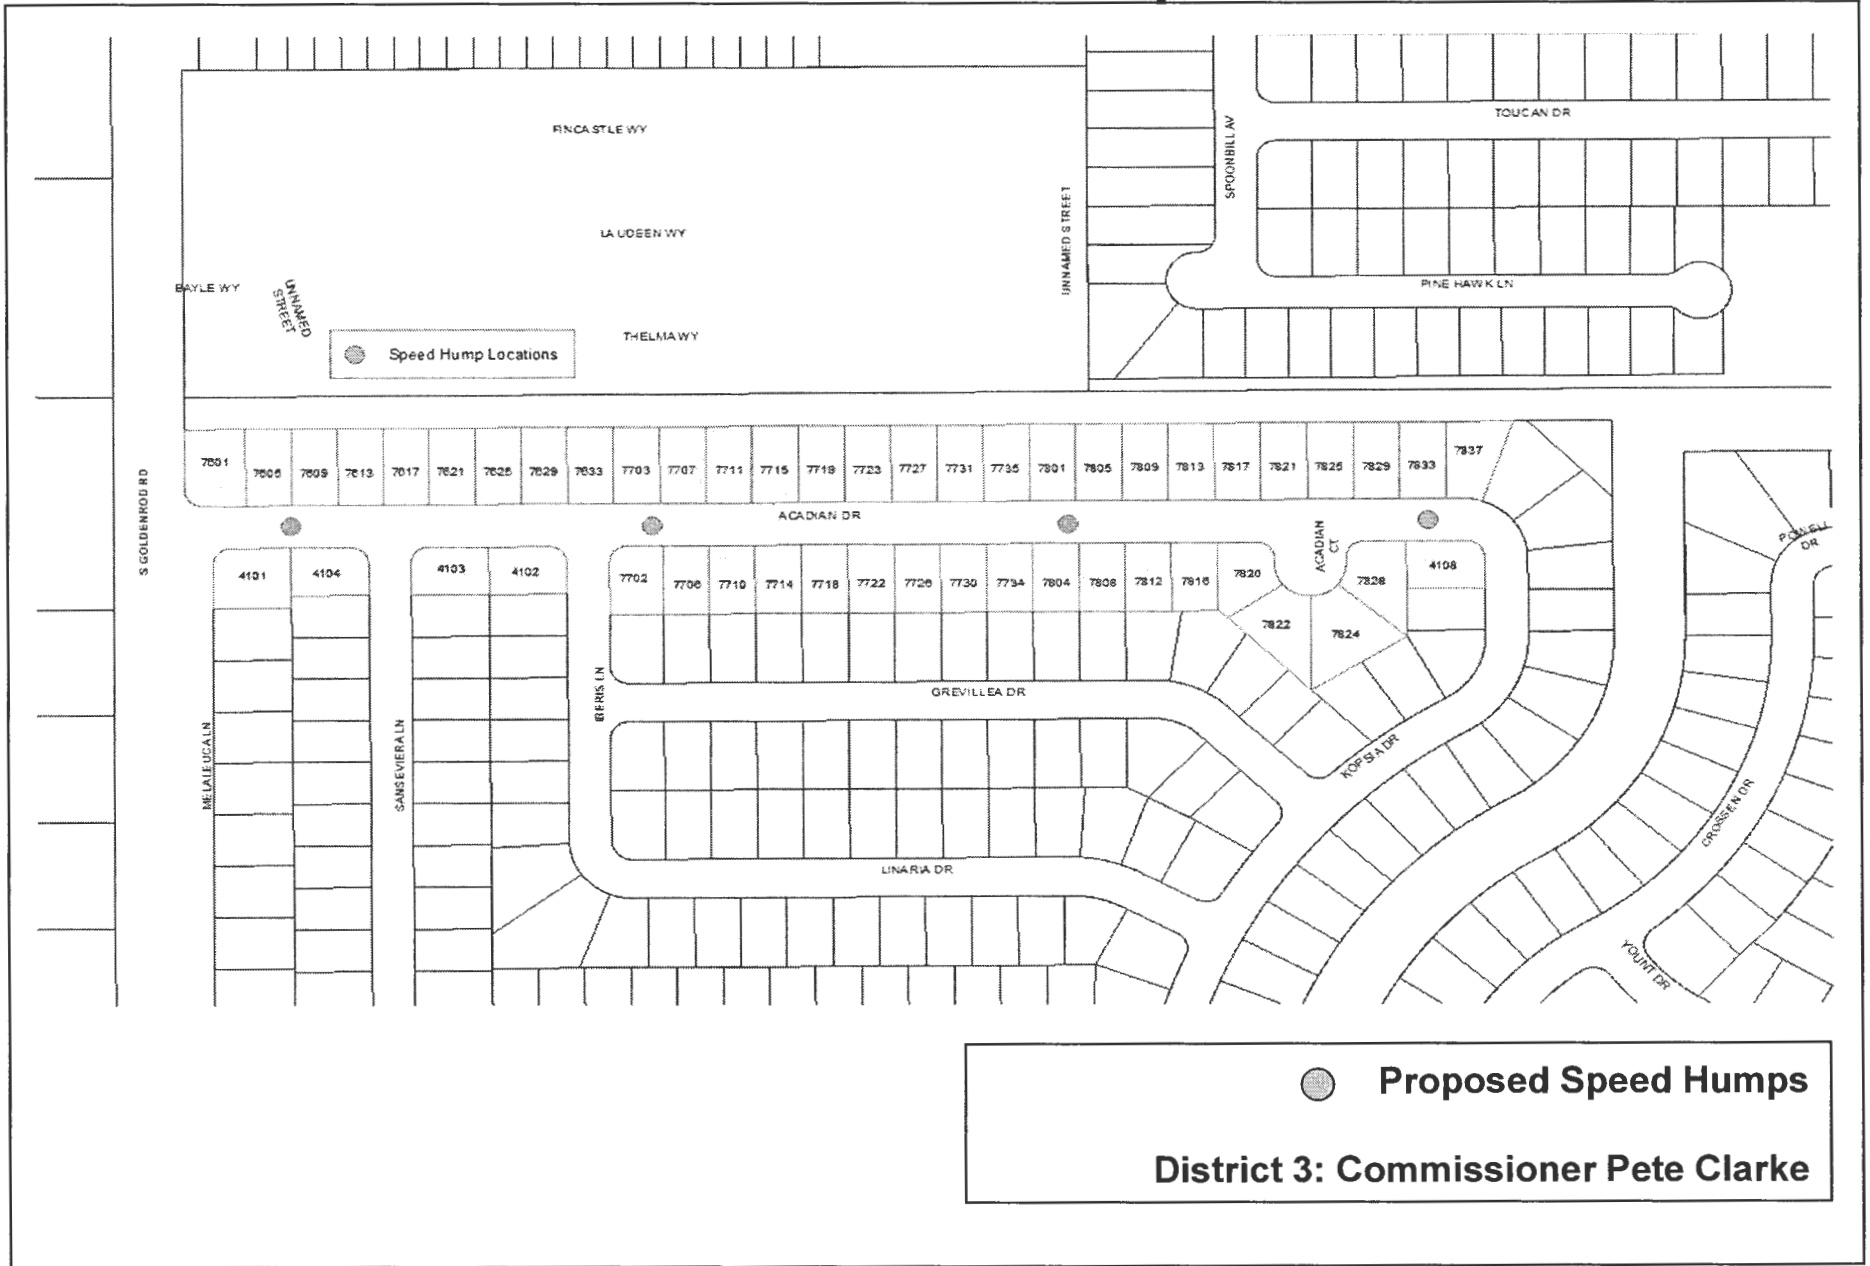 FINCASTLE WY
TOUCAN DR
SPOONBILL AV
UNNAMED STREET
LAUDEEN WY
BAYLE WY
UNNAMED
STREET
PINE HAWK LN
THELMA WY
Speed Hump Locations
S GOLDENROD RD
7601 7605 7609 7613 7617 7621 7625 7629 7633 7703 7707 7711 7715 7719 7723 7727 7731 7735 7801 7805 7809 7813 7817 7821 7825 7829 7833 7837
ACADIAN DR
ACADIAN
CT
POWELL
DR
4101 4104 4103 4102 7702 7706 7710 7714 7718 7722 7726 7730 7734 7804 7808 7812 7816 7820 7828 4108
7822 7824
IBERIS LN
GREVILLEA DR
MELALEUCA LN
SANSEVIERA LN
KOPSIA DR
CROSSEN DR
LINARIA DR
YOUNT DR
Proposed Speed Humps
District 3: Commissioner Pete Clarke